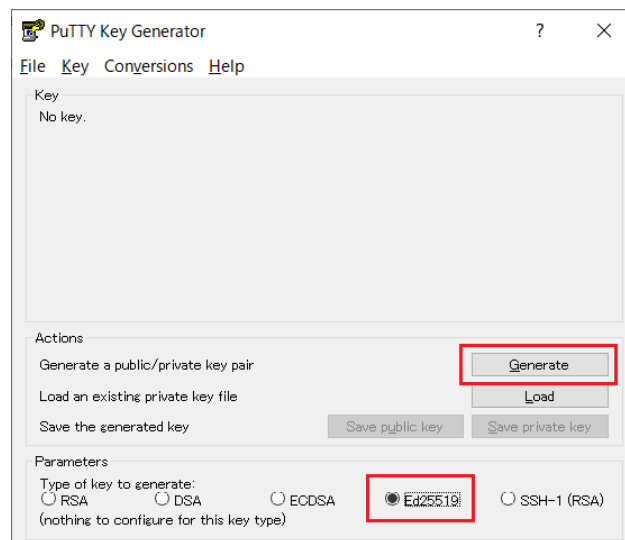 PuTTY Key Generator ? ×
File Key Conversions Help
Key
No key.
Actions
Generate a public/private key pair Generate
Load an existing private key file Load
Save the generated key Save public key Save private key
Parameters
Type of key to generate:
RSA DSA ECDSA Ed25519 SSH-1 (RSA)
(nothing to configure for this key type)